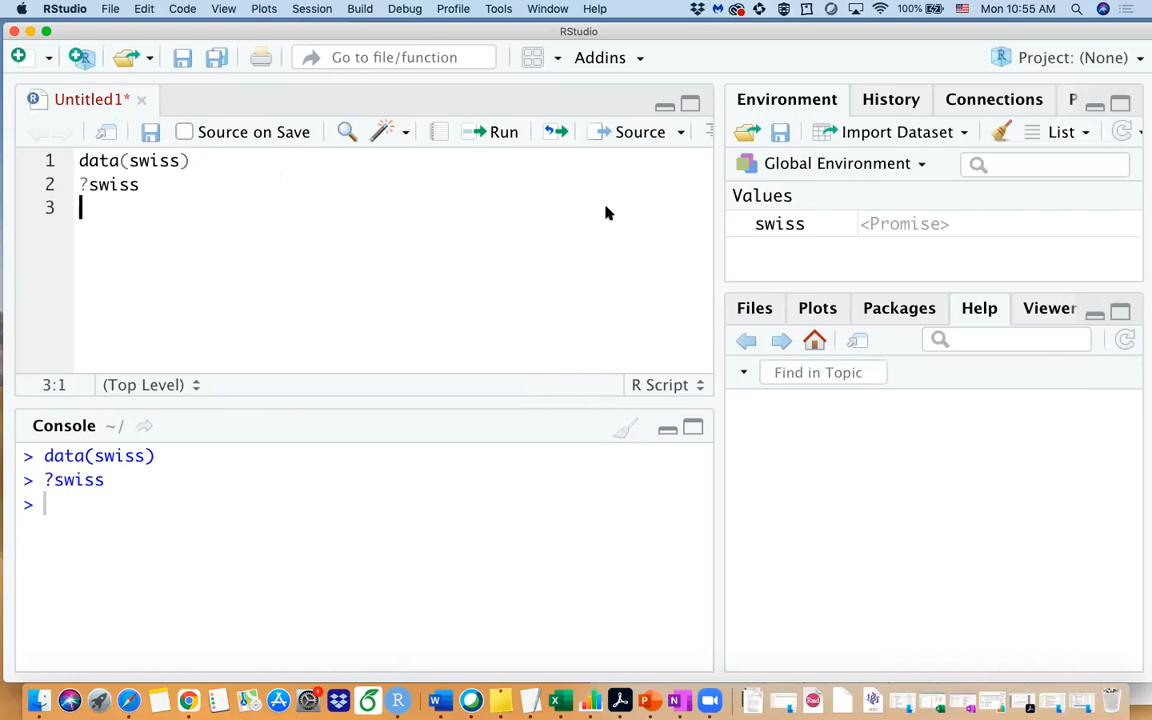 RStudio File Edit Code View Plots Session Build Debug Profile Tools Window Help 100% Mon 10:55 AM
RStudio
Go to file/function Addins Project: (None)
Untitled1* Environment History Connections P
Source on Save Run Source Import Dataset List
Global Environment
1 data(swiss)
2 ?swiss
3
Values
swiss <Promise>
Files Plots Packages Help Viewer
Find in Topic
3:1 (Top Level) R Script
Console ~/
> data(swiss)
> ?swiss
>